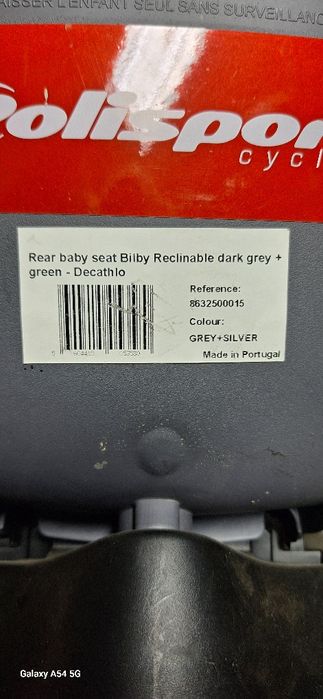 AISSER L'ENFANT SEUL SANS SURVEILLANC
olispor
cycl
Rear baby seat Bilby Reclinable dark grey +
green - Decathlo
Reference:
8632500015
Colour:
GREY+SILVER
Made in Portugal
Galaxy A54 5G